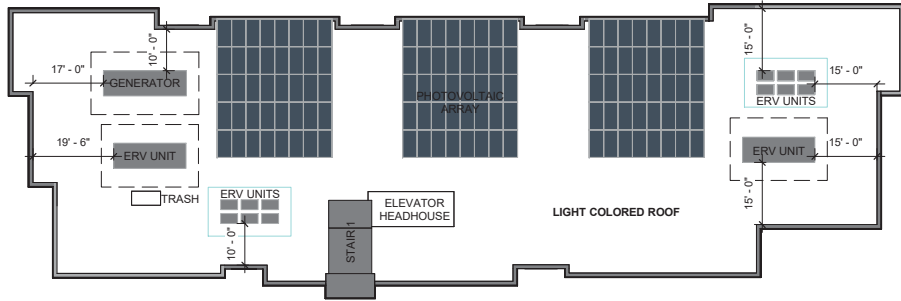 10' - 0"
15' - 0"
17' - 0"
GENERATOR
15' - 0"
ERV UNITS
PHOTOVOLTAIC
ARRAY
19' - 6"
ERV UNIT
ERV UNIT
15' - 0"
TRASH
ERV UNITS
ELEVATOR
HEADHOUSE
15' - 0"
LIGHT COLORED ROOF
STAIR 1
10' - 0"